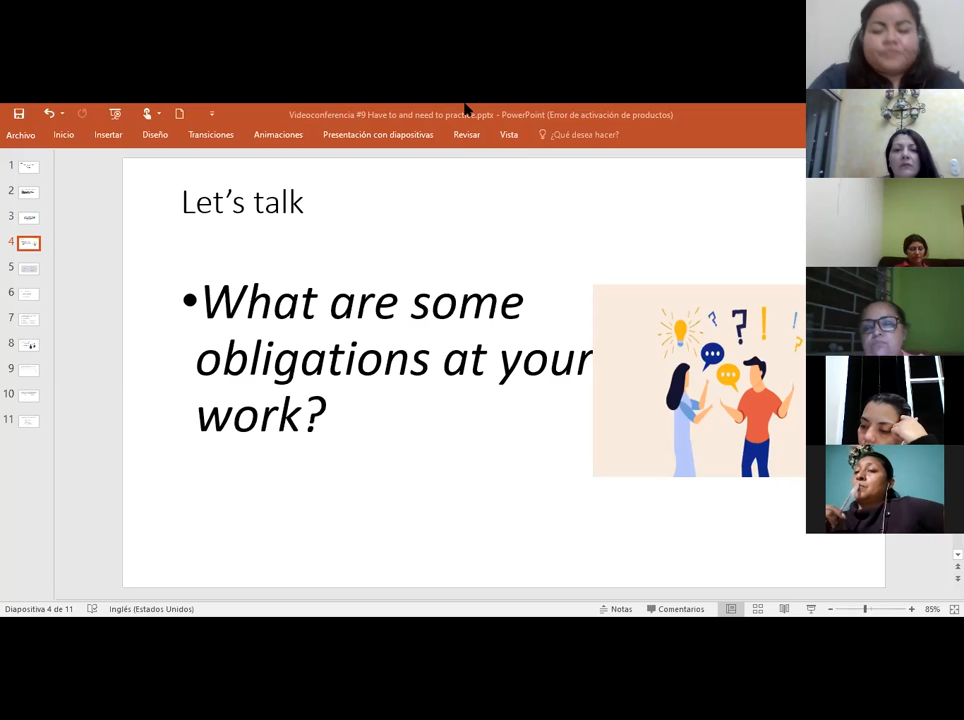 Videoconferencia #9 Have to and need to practice.pptx - PowerPoint (Error de activación de productos)
Archivo Inicio Insertar Diseño Transiciones Animaciones Presentación con diapositivas Revisar Vista ¿Qué desea hacer?
1
2
3
4
5
6
7
8
9
10
11
Let's talk
•What are some
obligations at your
work?
Diapositiva 4 de 11 Inglés (Estados Unidos) Notas Comentarios 85%